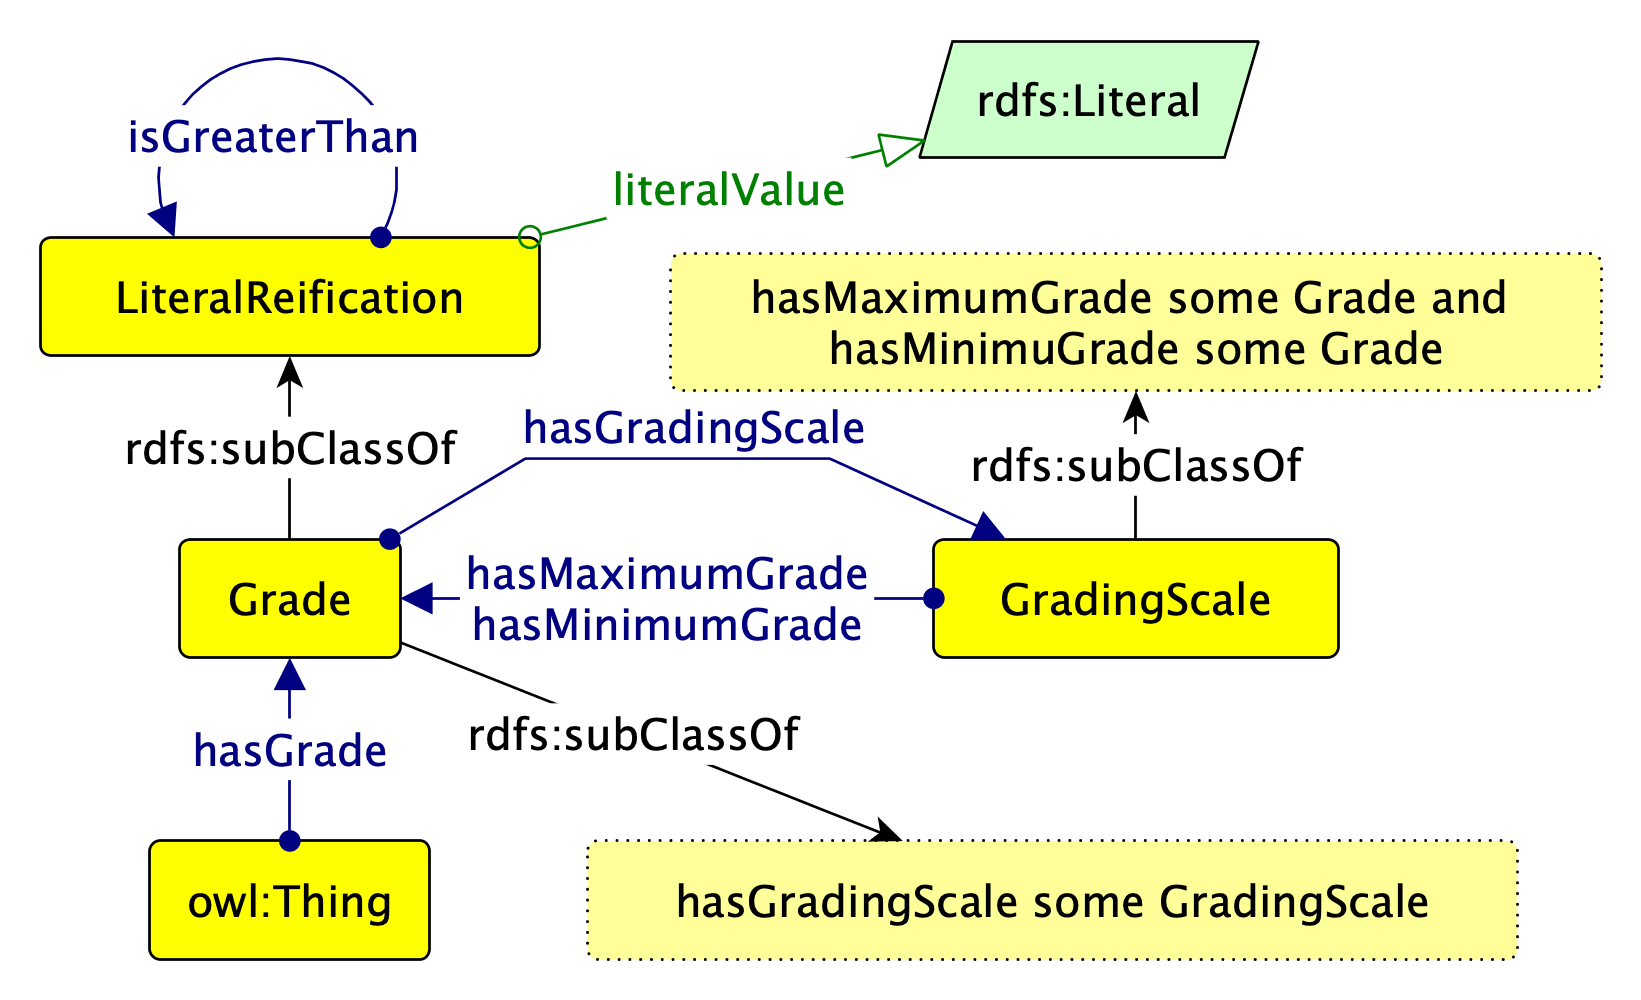 rdfs:Literal
isGreaterThan
literalValue
LiteralReification
hasMaximumGrade some Grade and
hasMinimuGrade some Grade
hasGradingScale
rdfs:subClassOf
rdfs:subClassOf
hasMaximumGrade
hasMinimumGrade
Grade
GradingScale
rdfs:subClassOf
hasGrade
owl:Thing
hasGradingScale some GradingScale